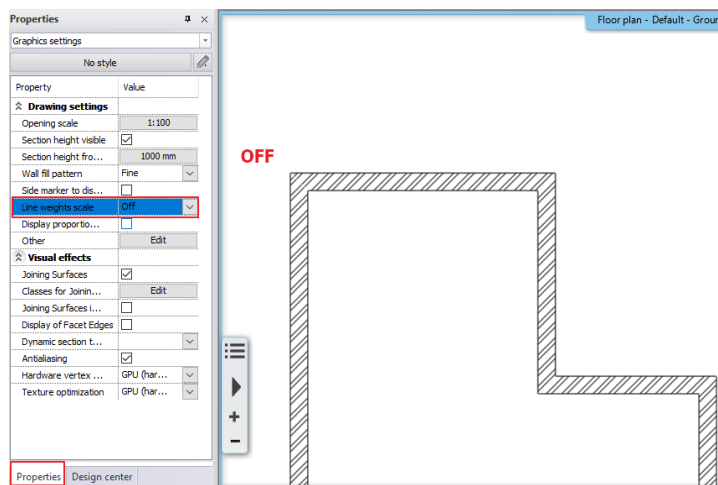 Properties
Graphics settings
No style
Property Value
Drawing settings
Opening scale 1:100
Section height visible
Section height fro... 1000 mm
Wall fill pattern Fine
Side marker to dis...
Line weights scale Off
Display proportio...
Other Edit
Visual effects
Joining Surfaces
Classes for Joinin... Edit
Joining Surfaces i...
Display of Facet Edges
Dynamic section t...
Antialiasing
Hardware vertex ... GPU (har...
Texture optimization GPU (har...
Properties Design center
Floor plan - Default - Groun
OFF